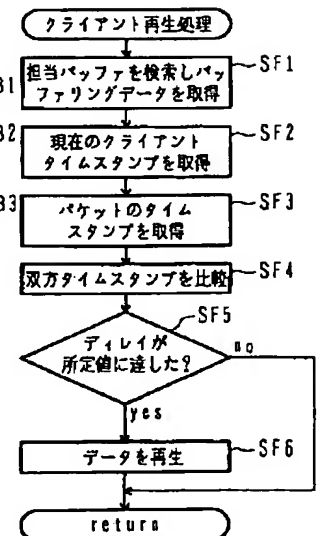 クライアント再生処理
担当バッファを検索しバッ
ファリングデータを取得
SF1
31
現在のクライアント
タイムスタンプを取得
SF2
32
パケットのタイム
スタンプを取得
SF3
33
双方タイムスタンプを比較
SF4
SF5
ディレイが
所定値に達した?
no
yes
データを再生
SF6
return